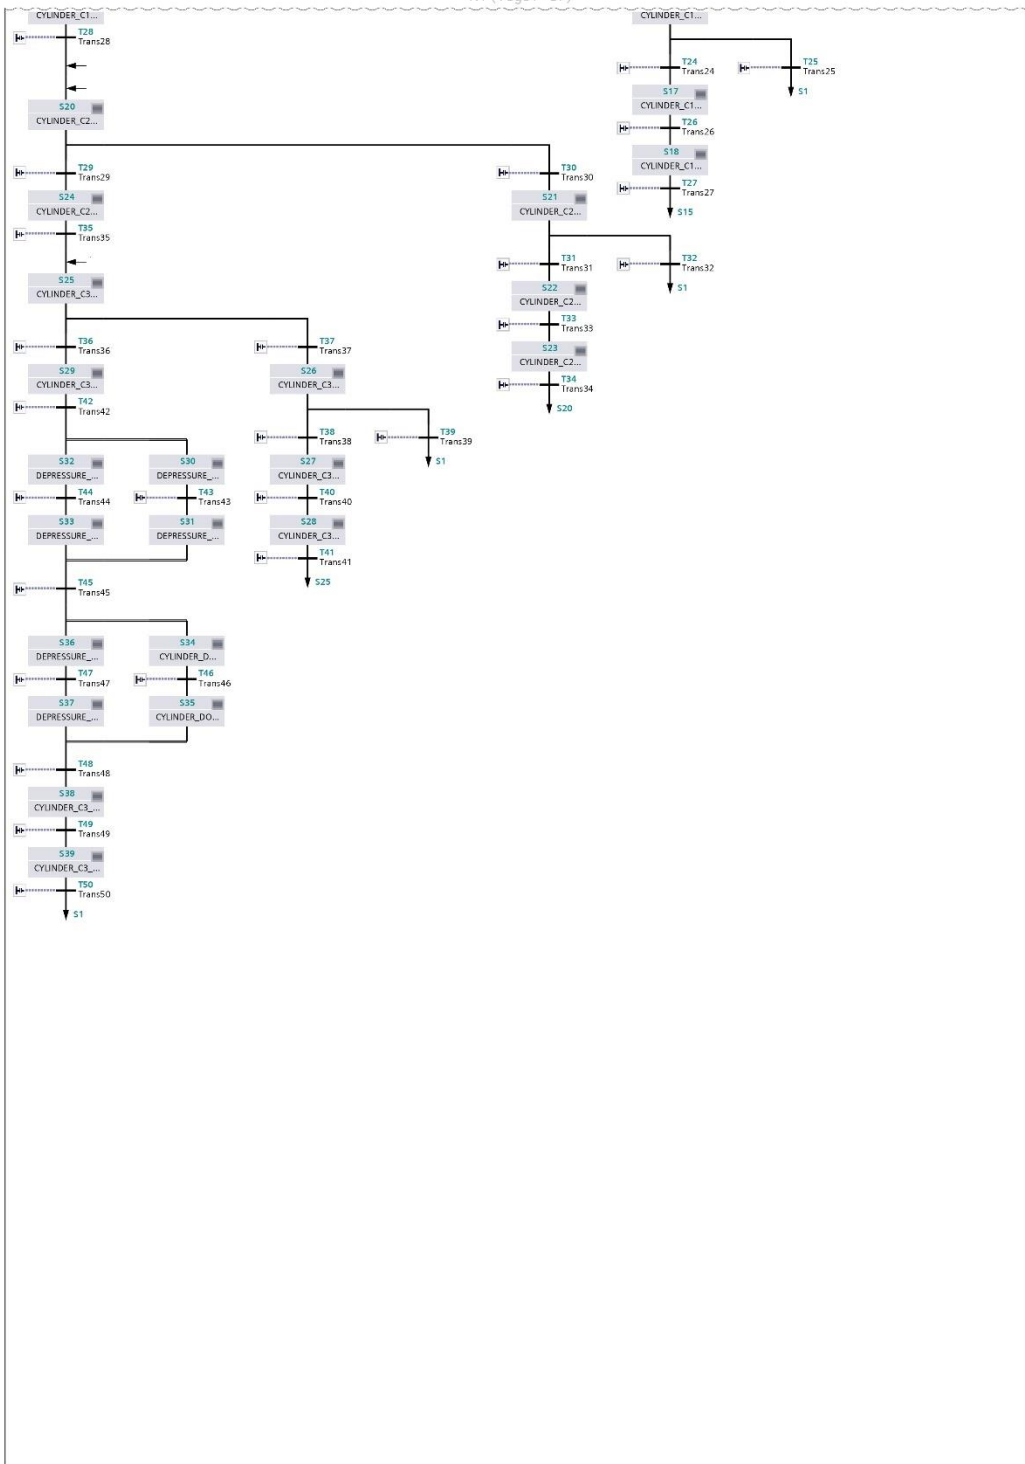 CYLINDER_C1...
CYLINDER_C1...
T28
Trans28
T24
Trans24
T25
Trans25
S17
CYLINDER_C1...
S1
S20
CYLINDER_C2...
T26
Trans26
S18
CYLINDER_C1...
T29
Trans29
T30
Trans30
T27
Trans27
S24
CYLINDER_C2...
S21
CYLINDER_C2...
S15
T35
Trans35
T31
Trans31
T32
Trans32
S25
CYLINDER_C3...
S22
CYLINDER_C2...
S1
T33
Trans33
T36
Trans36
T37
Trans37
S23
CYLINDER_C2...
S29
CYLINDER_C3...
S26
CYLINDER_C3...
T34
Trans34
T42
Trans42
S20
T38
Trans38
T39
Trans39
S32
DEPRESSURE_...
S30
DEPRESSURE_...
S27
CYLINDER_C3...
S1
T44
Trans44
T43
Trans43
T40
Trans40
S33
DEPRESSURE_...
S31
DEPRESSURE_...
S28
CYLINDER_C3...
T41
Trans41
S25
T45
Trans45
S36
DEPRESSURE_...
S34
CYLINDER_D...
T47
Trans47
T46
Trans46
S37
DEPRESSURE_...
S35
CYLINDER_DO...
T48
Trans48
S38
CYLINDER_C3_...
T49
Trans49
S39
CYLINDER_C3_...
T50
Trans50
S1